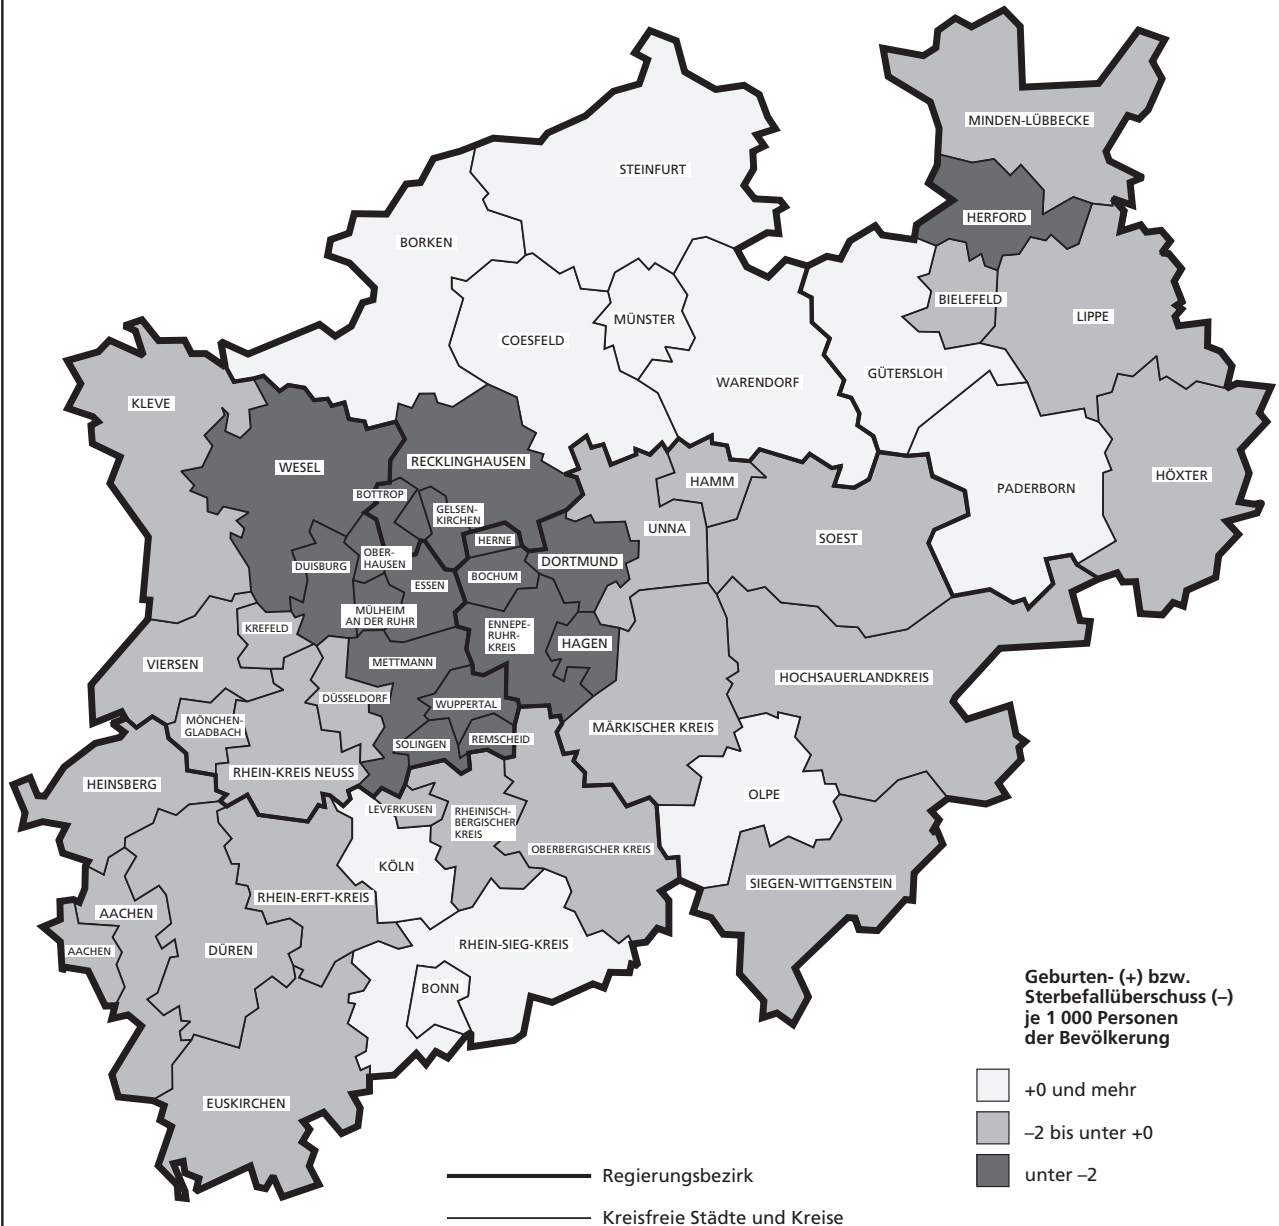 MINDEN-LÜBBECKE
STEINFURT
HERFORD
BORKEN
BIELEFELD
LIPPE
MÜNSTER
COESFELD
GÜTERSLOH
WARENDORF
KLEVE
RECKLINGHAUSEN
WESEL
HÖXTER
HAMM
PADERBORN
BOTTROP
GELSEN-
KIRCHEN
UNNA
SOEST
HERNE
OBER-
HAUSEN
DORTMUND
DUISBURG
BOCHUM
ESSEN
MÜLHEIM
AN DER RUHR
KREFELD
ENNEPE-
RUHR-
KREIS
HAGEN
VIERSEN
METTMANN
HOCHSAUERLANDKREIS
DÜSSELDORF
WUPPERTAL
MÖNCHEN-
GLADBACH
MÄRKISCHER KREIS
SOLINGEN
REMSCHEID
RHEIN-KREIS NEUSS
HEINSBERG
OLPE
LEVERKUSEN
RHEINISCH-
BERGISCHER
KREIS
OBERBERGISCHER KREIS
KÖLN
SIEGEN-WITTGENSTEIN
RHEIN-ERFT-KREIS
AACHEN
RHEIN-SIEG-KREIS
AACHEN
DÜREN
BONN
EUSKIRCHEN
Geburten- (+) bzw.
Sterbefallüberschuss (–)
je 1 000 Personen
der Bevölkerung
+0 und mehr
–2 bis unter +0
unter –2
Regierungsbezirk
Kreisfreie Städte und Kreise